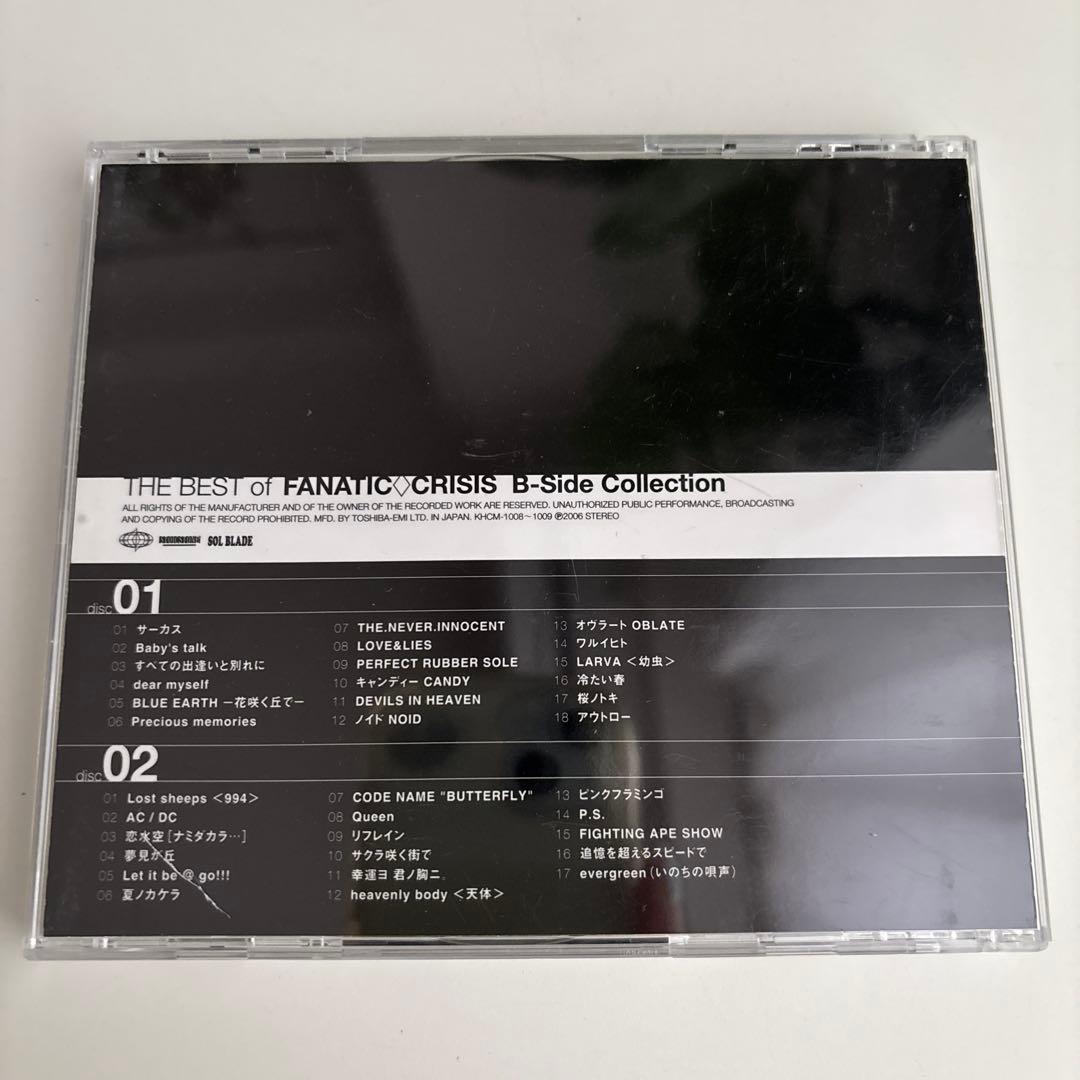 THE BEST of FANATIC◇CRISIS B-Side Collection
ALL RIGHTS OF THE MANUFACTURER AND OF THE OWNER OF THE RECORDED WORK ARE RESERVED. UNAUTHORIZED PUBLIC PERFORMANCE, BROADCASTING
AND COPYING OF THE RECORD PROHIBITED. MFD. BY TOSHIBA-EMI LTD. IN JAPAN. KHCM-1008～1009 ℗2006 STEREO
SOL BLADE
disc 01
01 サーカス
02 Baby's talk
03 すべての出逢いと別れに
04 dear myself
05 BLUE EARTH －花咲く丘で－
06 Precious memories
07 THE.NEVER.INNOCENT
08 LOVE&LIES
09 PERFECT RUBBER SOLE
10 キャンディー CANDY
11 DEVILS IN HEAVEN
12 ノイド NOID
13 オヴラート OBLATE
14 ワルイヒト
15 LARVA ＜幼虫＞
16 冷たい春
17 桜ノトキ
18 アウトロー
disc 02
01 Lost sheeps ＜994＞
02 AC / DC
03 恋水空［ナミダカラ…］
04 夢見が丘
05 Let it be @ go!!!
06 夏ノカケラ
07 CODE NAME "BUTTERFLY"
08 Queen
09 リフレイン
10 サクラ咲く街で
11 幸運ヨ 君ノ胸ニ。
12 heavenly body ＜天体＞
13 ピンクフラミンゴ
14 P.S.
15 FIGHTING APE SHOW
16 追憶を超えるスピードで
17 evergreen（いのちの唄声）